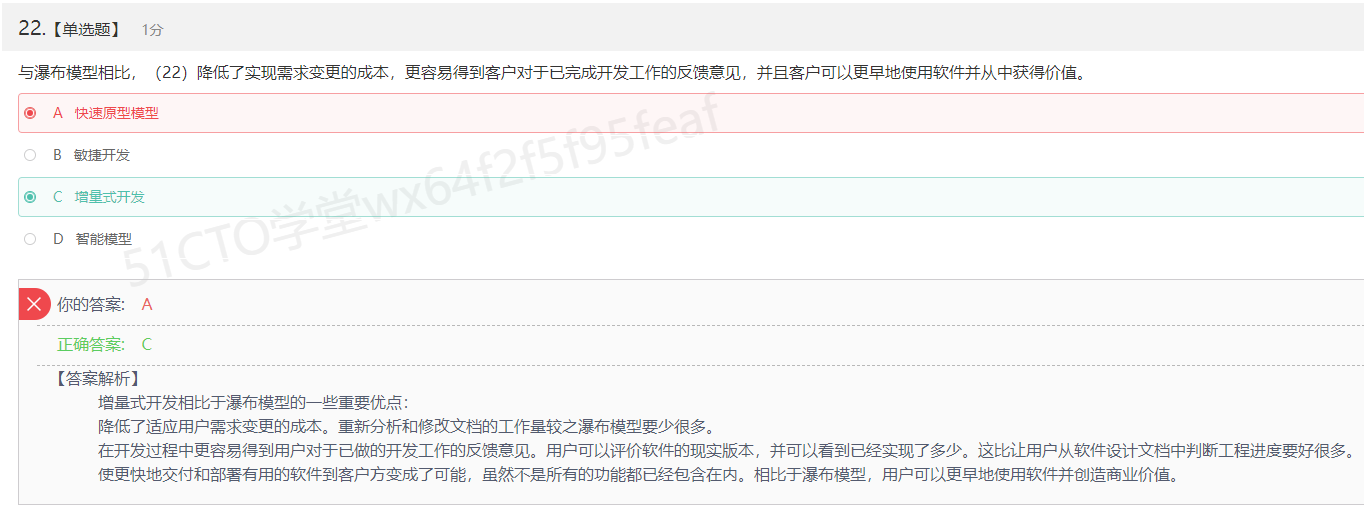 22.【单选题】 1分
与瀑布模型相比，（22）降低了实现需求变更的成本，更容易得到客户对于已完成开发工作的反馈意见，并且客户可以更早地使用软件并从中获得价值。
A 快速原型模型
B 敏捷开发
C 增量式开发
D 智能模型
51CTO学堂wx64f2f5f95feaf
你的答案： A
正确答案： C
【答案解析】
增量式开发相比于瀑布模型的一些重要优点：
降低了适应用户需求变更的成本。重新分析和修改文档的工作量较之瀑布模型要少很多。
在开发过程中更容易得到用户对于已做的开发工作的反馈意见。用户可以评价软件的现实版本，并可以看到已经实现了多少。这比让用户从软件设计文档中判断工程进度要好很多。
使更快地交付和部署有用的软件到客户方变成了可能，虽然不是所有的功能都已经包含在内。相比于瀑布模型，用户可以更早地使用软件并创造商业价值。